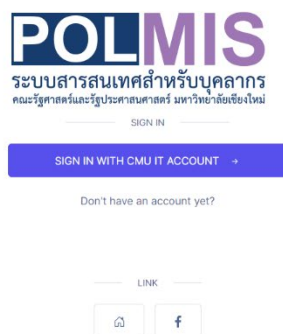 POLMIS
ระบบสารสนเทศสำหรับบุคลากร
คณะรัฐศาสตร์และรัฐประศาสนศาสตร์ มหาวิทยาลัยเชียงใหม่
SIGN IN
SIGN IN WITH CMU IT ACCOUNT →
Don't have an account yet?
LINK